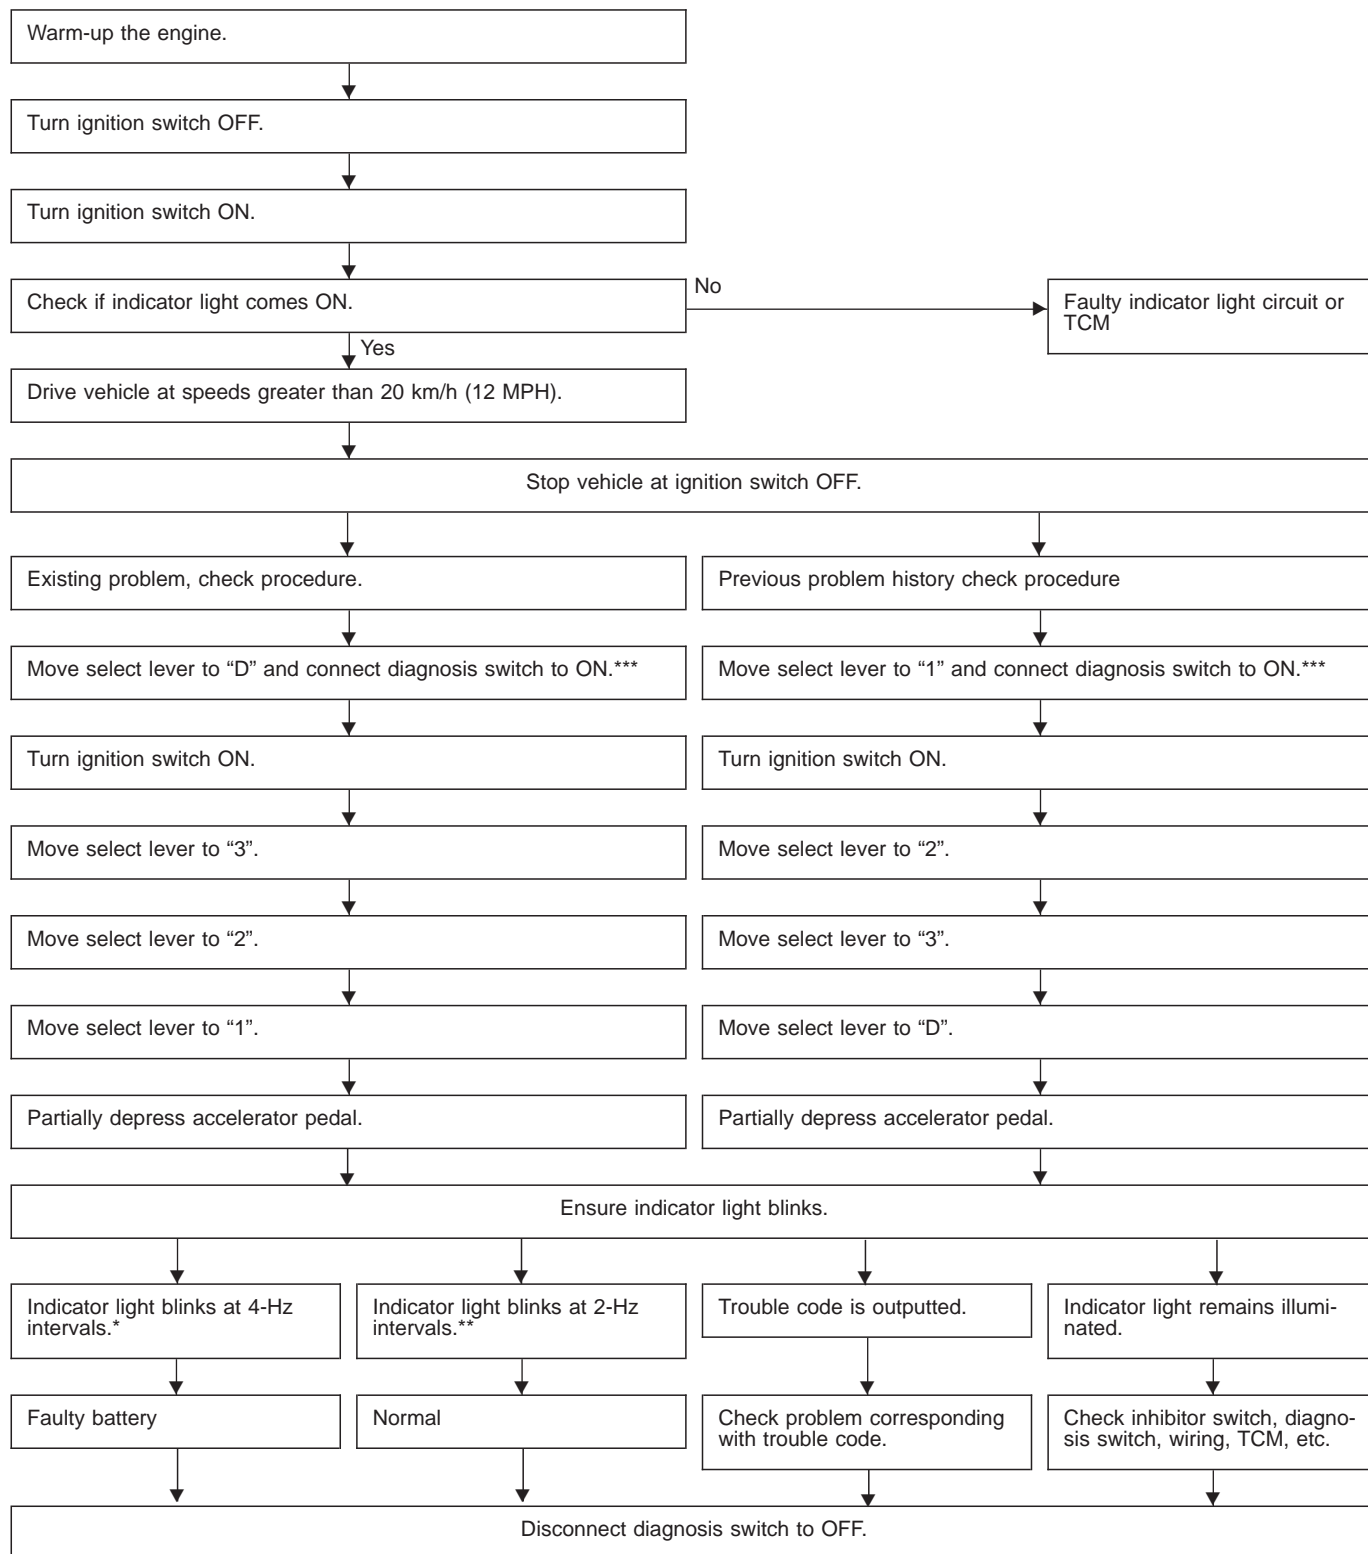 Warm-up the engine.
Turn ignition switch OFF.
Turn ignition switch ON.
Check if indicator light comes ON.
No
Faulty indicator light circuit or
TCM
Yes
Drive vehicle at speeds greater than 20 km/h (12 MPH).
Stop vehicle at ignition switch OFF.
Existing problem, check procedure.
Previous problem history check procedure
Move select lever to “D” and connect diagnosis switch to ON.***
Move select lever to “1” and connect diagnosis switch to ON.***
Turn ignition switch ON.
Turn ignition switch ON.
Move select lever to “3”.
Move select lever to “2”.
Move select lever to “2”.
Move select lever to “3”.
Move select lever to “1”.
Move select lever to “D”.
Partially depress accelerator pedal.
Partially depress accelerator pedal.
Ensure indicator light blinks.
Indicator light blinks at 4-Hz
intervals.*
Indicator light blinks at 2-Hz
intervals.**
Trouble code is outputted.
Indicator light remains illumi-
nated.
Faulty battery
Normal
Check problem corresponding
with trouble code.
Check inhibitor switch, diagno-
sis switch, wiring, TCM, etc.
Disconnect diagnosis switch to OFF.